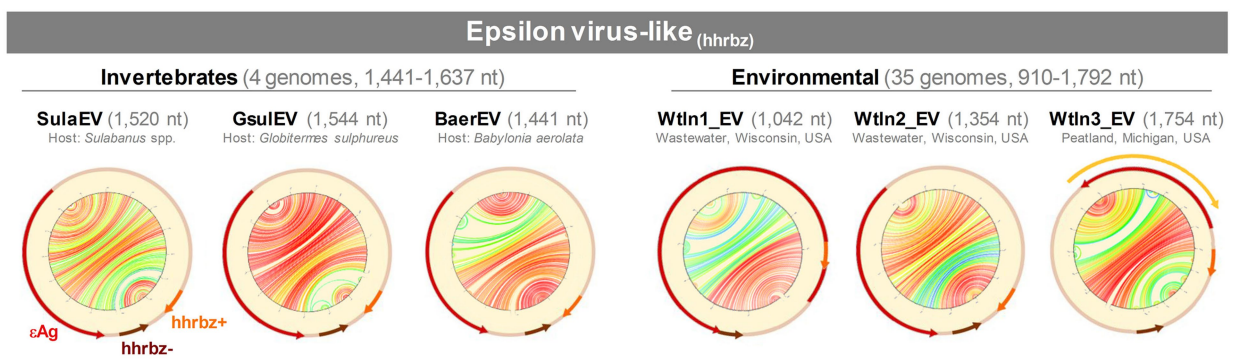 Epsilon virus-like (hhrbz)
Invertebrates (4 genomes, 1,441-1,637 nt)
Environmental (35 genomes, 910-1,792 nt)
SulaEV (1,520 nt)
Host: Sulabanus spp.
GsulEV (1,544 nt)
Host: Globitermes sulphureus
BaerEV (1,441 nt)
Host: Babylonia aerolata
Wtln1_EV (1,042 nt)
Wastewater, Wisconsin, USA
Wtln2_EV (1,354 nt)
Wastewater, Wisconsin, USA
Wtln3_EV (1,754 nt)
Peatland, Michigan, USA
εAg
hhrbz+
hhrbz-